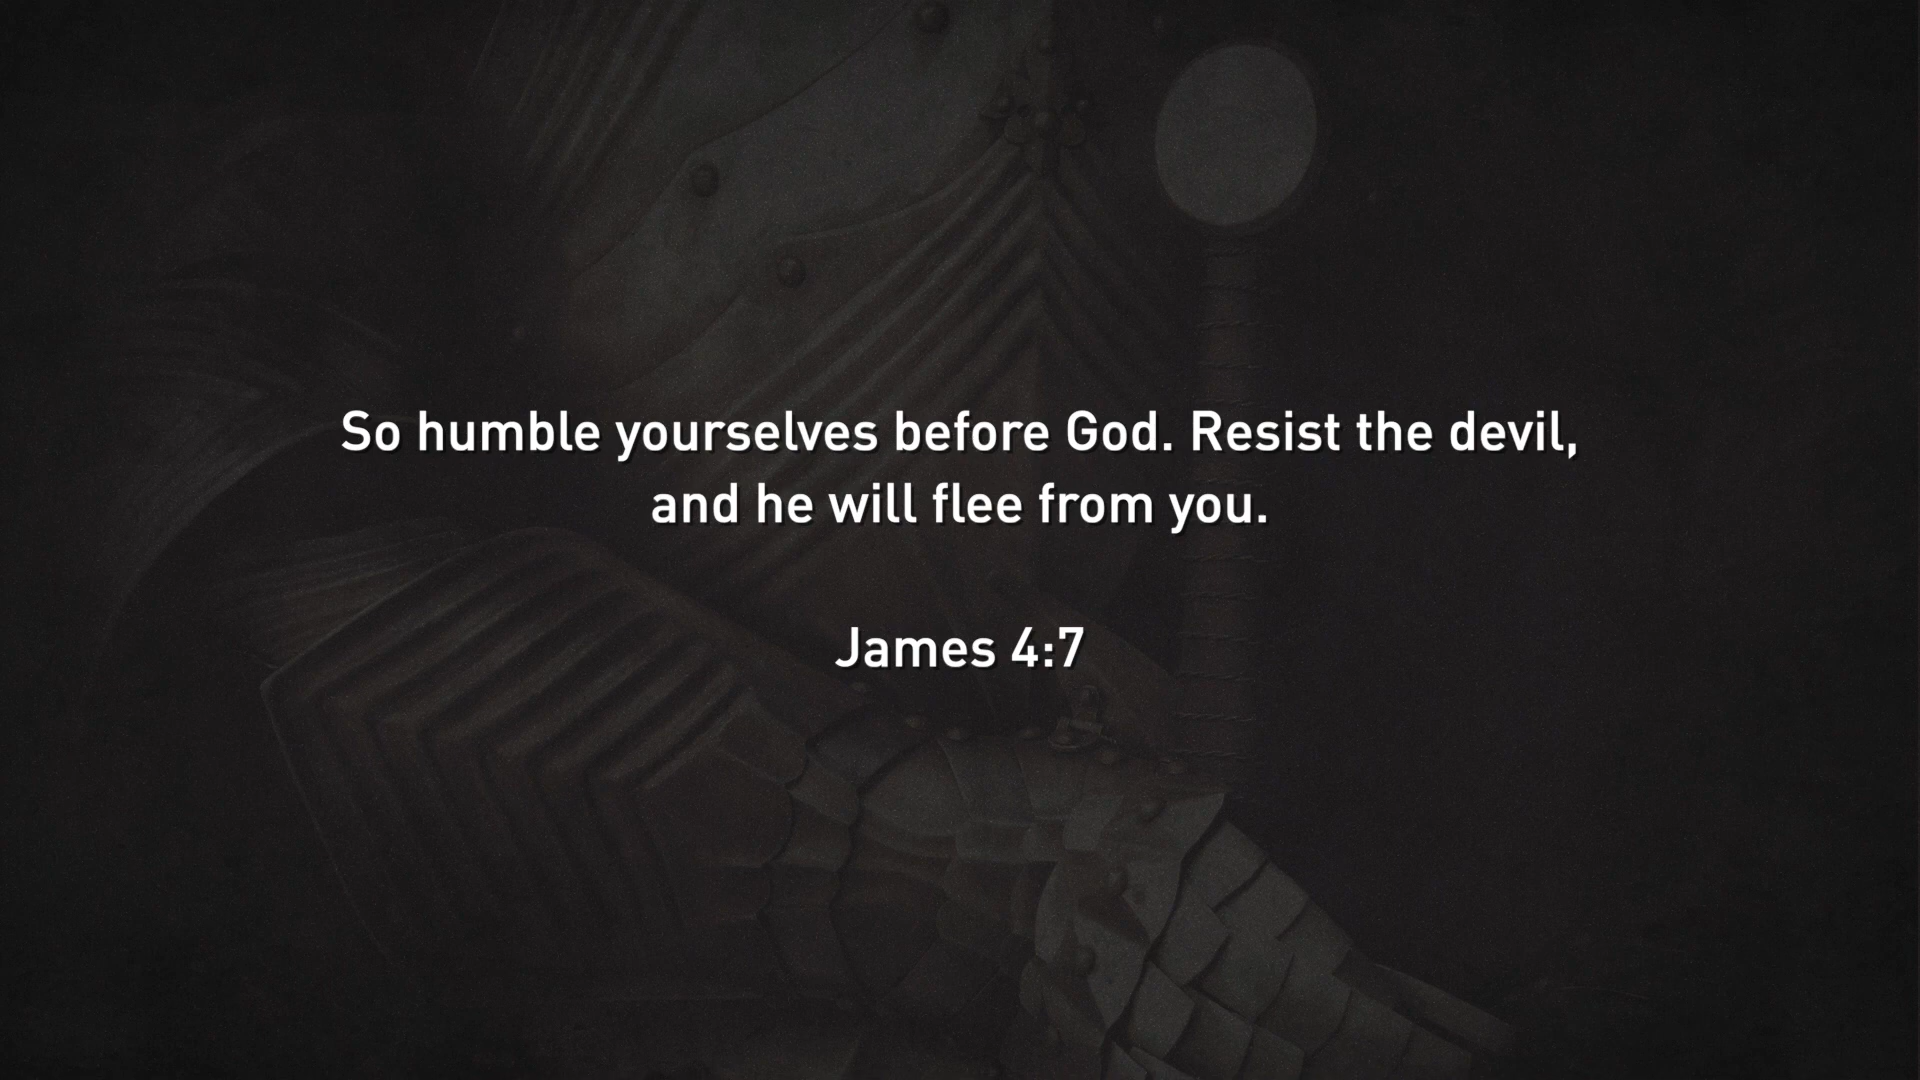 So humble yourselves before God. Resist the devil,
and he will flee from you.
James 4:7